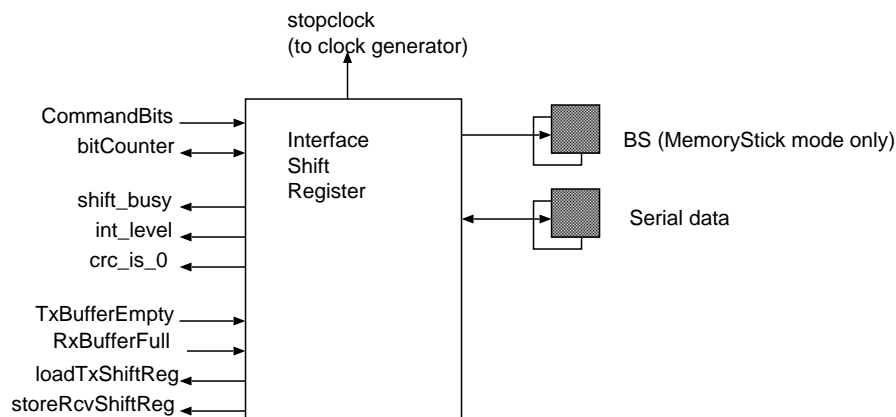 stopclock
(to clock generator)
CommandBits
bitCounter
shift_busy
int_level
crc_is_0
TxBufferEmpty
RxBufferFull
loadTxShiftReg
storeRcvShiftReg
Interface
Shift
Register
BS (MemoryStick mode only)
Serial data